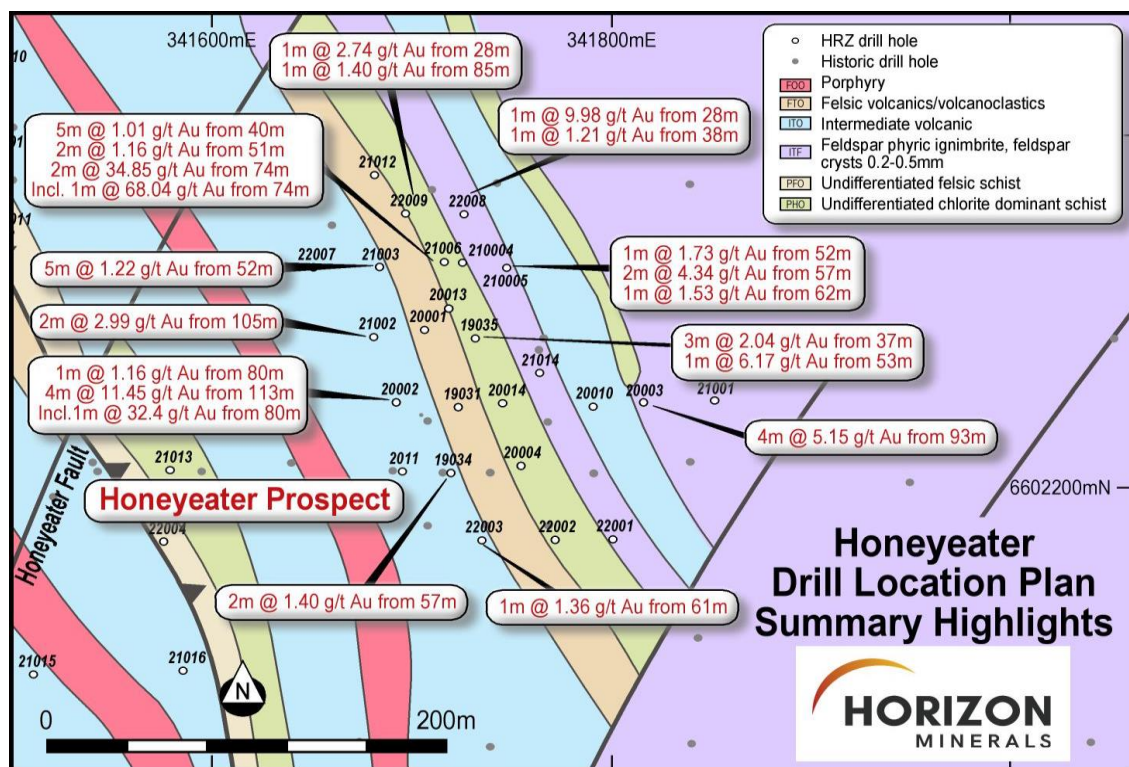 341600mE
341800mE
10
01
011
1m @ 2.74 g/t Au from 28m
1m @ 1.40 g/t Au from 85m
1m @ 9.98 g/t Au from 28m
1m @ 1.21 g/t Au from 38m
HRZ drill hole
Historic drill hole
FOO Porphyry
FTO Felsic volcanics/volcanoclastics
ITO Intermediate volcanic
ITF Feldspar phyric ignimbrite, feldspar
crysts 0.2-0.5mm
PFO Undifferentiated felsic schist
PHO Undifferentiated chlorite dominant schist
5m @ 1.01 g/t Au from 40m
2m @ 1.16 g/t Au from 51m
2m @ 34.85 g/t Au from 74m
Incl. 1m @ 68.04 g/t Au from 74m
21012
22009
22008
22007
21003
21006
210004
210005
5m @ 1.22 g/t Au from 52m
1m @ 1.73 g/t Au from 52m
2m @ 4.34 g/t Au from 57m
1m @ 1.53 g/t Au from 62m
20013
2m @ 2.99 g/t Au from 105m
21002
20001
19035
3m @ 2.04 g/t Au from 37m
1m @ 6.17 g/t Au from 53m
21014
1m @ 1.16 g/t Au from 80m
4m @ 11.45 g/t Au from 113m
Incl.1m @ 32.4 g/t Au from 80m
20002
19031
20014
20010
20003
21001
4m @ 5.15 g/t Au from 93m
21013
2011
19034
20004
Honeyeater Prospect
6602200mN
Honeyeater Fault
22004
22003
22002
22001
2m @ 1.40 g/t Au from 57m
1m @ 1.36 g/t Au from 61m
Honeyeater
Drill Location Plan
Summary Highlights
21015
21016
N
0
200m
HORIZON
MINERALS